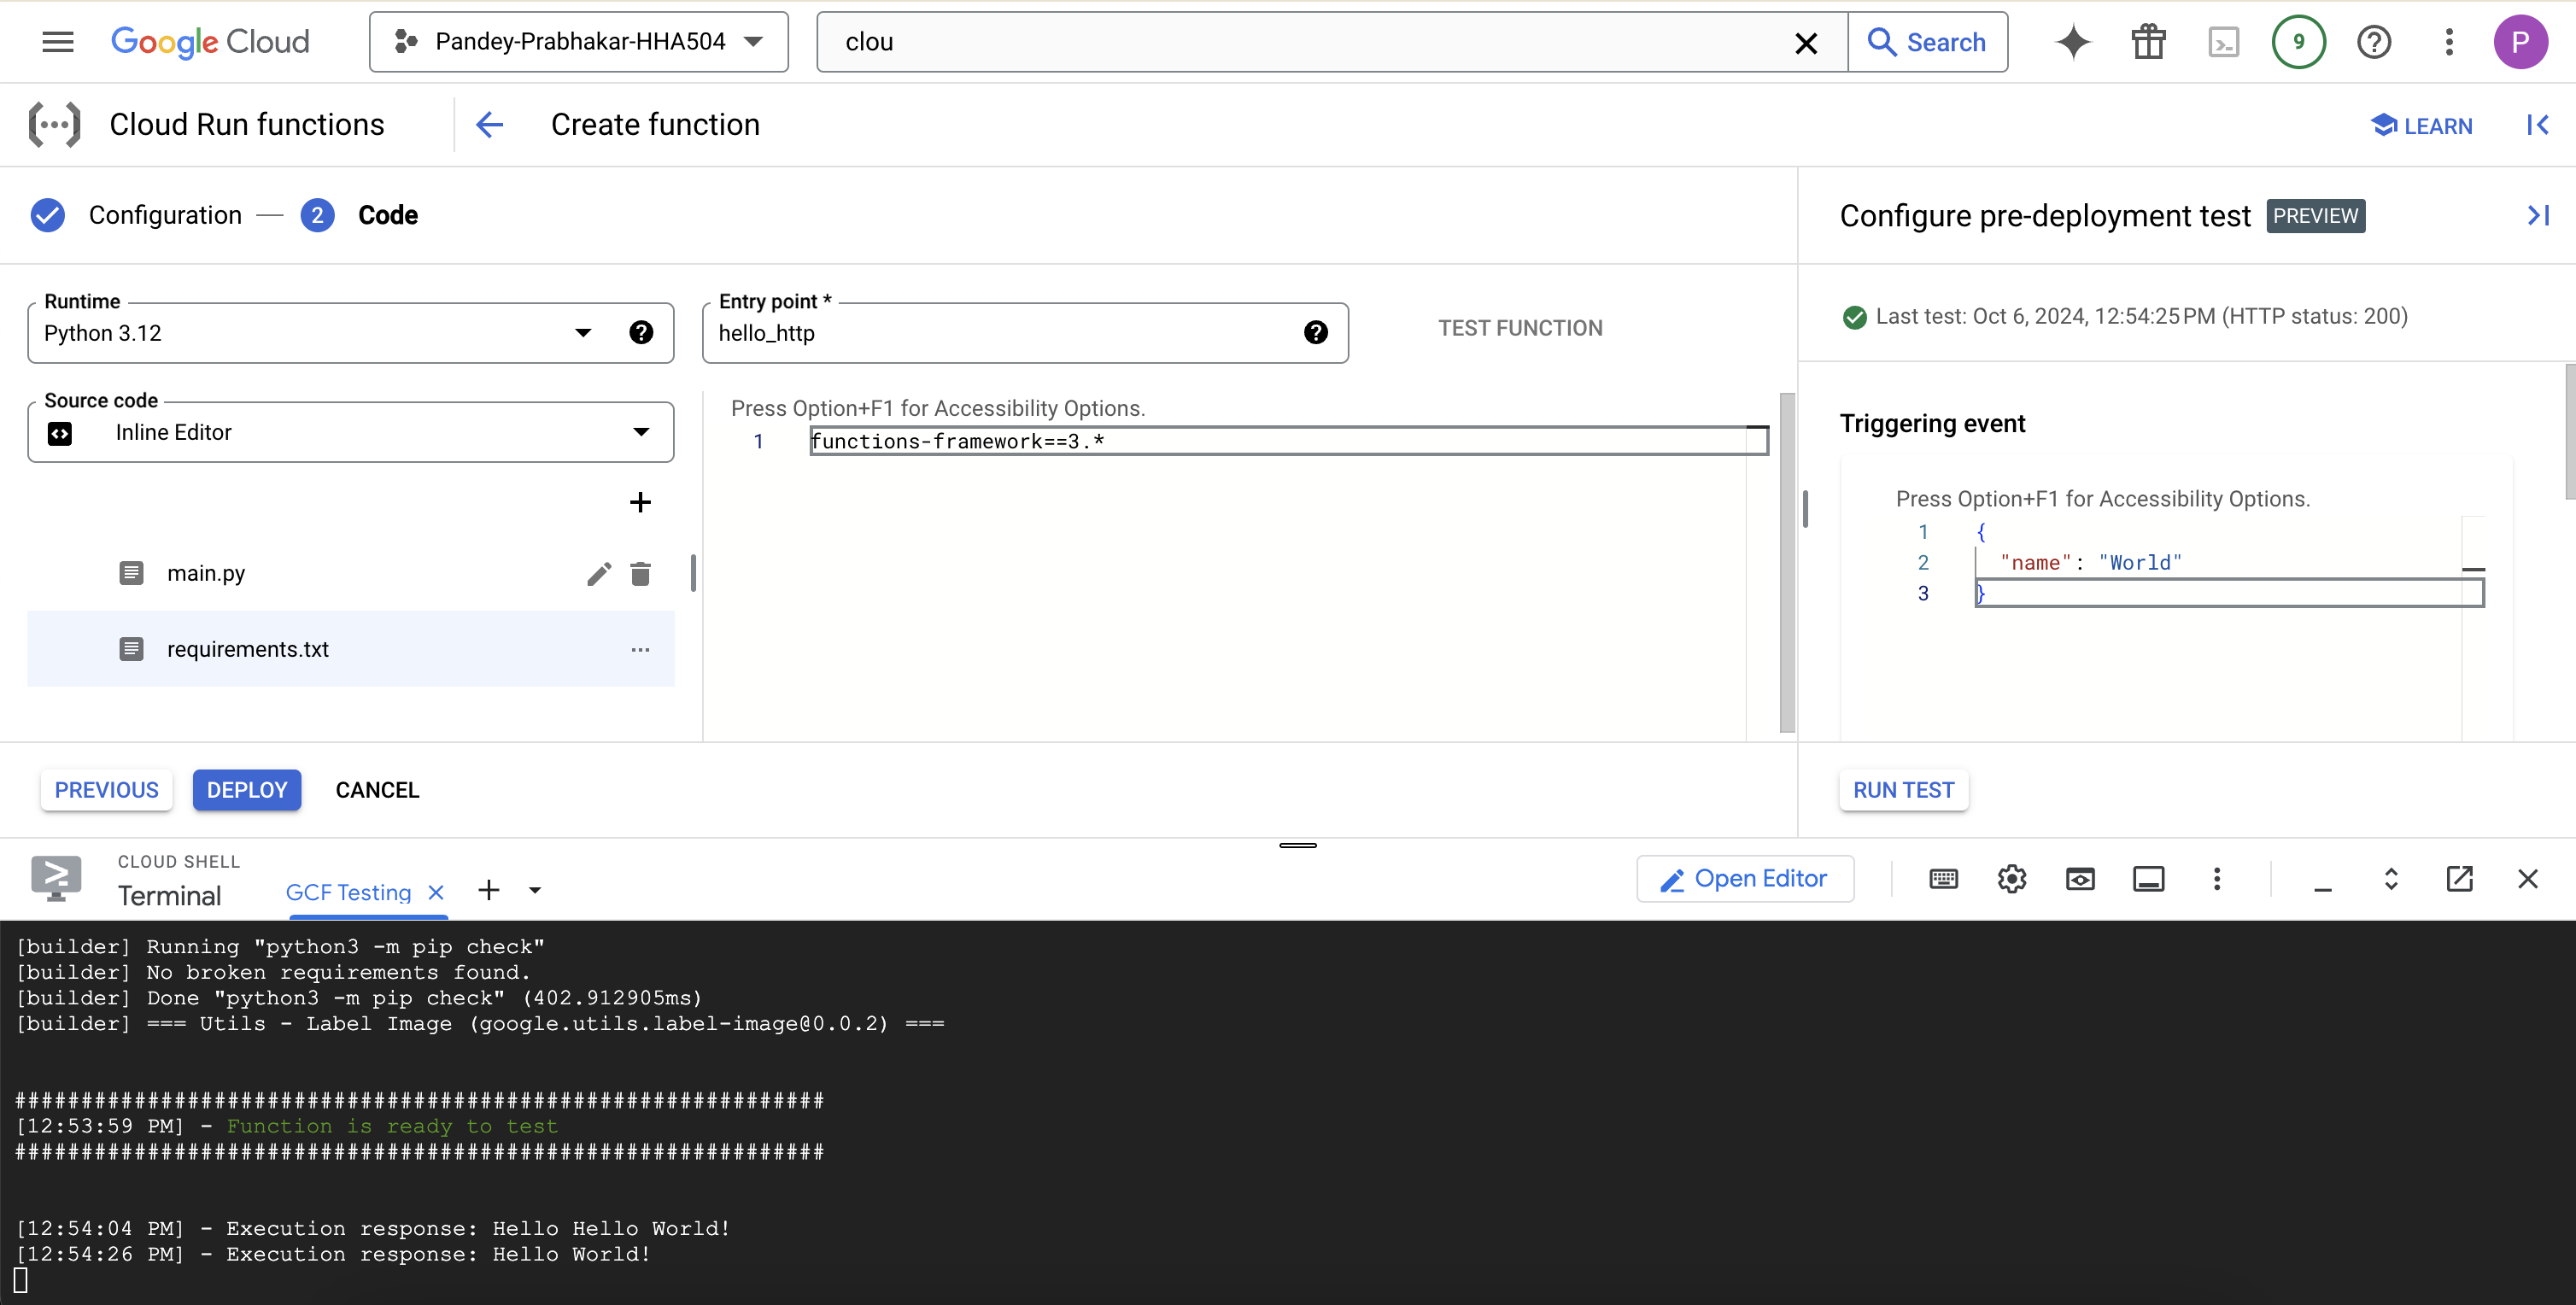 Google Cloud
Pandey-Prabhakar-HHA504
clou
Search
9
P
Cloud Run functions
Create function
LEARN
Configuration
2
Code
Configure pre-deployment test
PREVIEW
Runtime
Python 3.12
Entry point *
hello_http
TEST FUNCTION
Last test: Oct 6, 2024, 12:54:25 PM (HTTP status: 200)
Source code
Inline Editor
Press Option+F1 for Accessibility Options.
1 functions-framework==3.*
Triggering event
Press Option+F1 for Accessibility Options.
1 {
2 "name": "World"
3 }
main.py
requirements.txt
PREVIOUS
DEPLOY
CANCEL
RUN TEST
CLOUD SHELL
Terminal
GCF Testing
Open Editor
[builder] Running "python3 -m pip check"
[builder] No broken requirements found.
[builder] Done "python3 -m pip check" (402.912905ms)
[builder] === Utils - Label Image (google.utils.label-image@0.0.2) ===
#############################################################
[12:53:59 PM] - Function is ready to test
#############################################################
[12:54:04 PM] - Execution response: Hello Hello World!
[12:54:26 PM] - Execution response: Hello World!